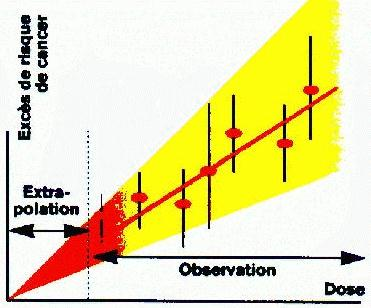 Excès de risque
de cancer
Extra-
polation
Observation
Dose